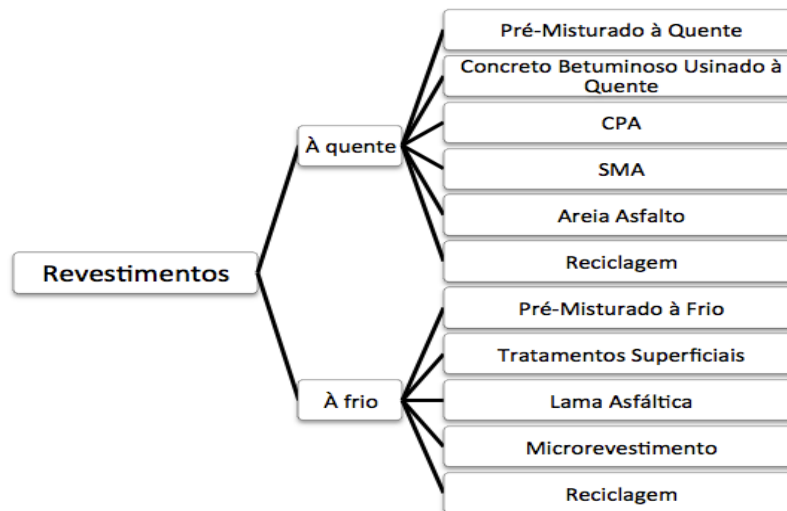 Revestimentos
À quente
Pré-Misturado à Quente
Concreto Betuminoso Usinado à
Quente
CPA
SMA
Areia Asfalto
Reciclagem
À frio
Pré-Misturado à Frio
Tratamentos Superficiais
Lama Asfáltica
Microrevestimento
Reciclagem